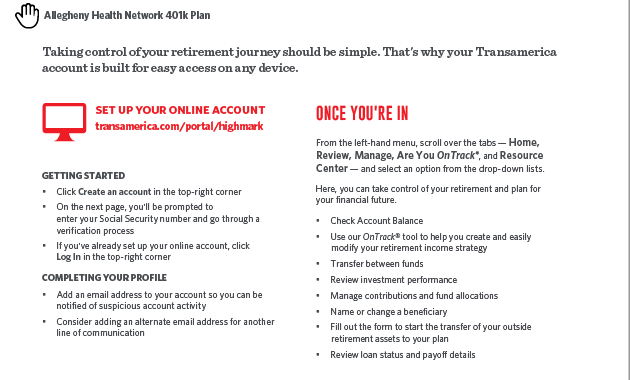 Allegheny Health Network 401k Plan
Taking control of your retirement journey should be simple. That's why your Transamerica
account is built for easy access on any device.
SET UP YOUR ONLINE ACCOUNT
transamerica.com/portal/highmark
GETTING STARTED
• Click Create an account in the top-right corner
• On the next page, you'll be prompted to
enter your Social Security number and go through a
verification process
• If you've already set up your online account, click
Log In in the top-right corner
COMPLETING YOUR PROFILE
• Add an email address to your account so you can be
notified of suspicious account activity
• Consider adding an alternate email address for another
line of communication
ONCE YOU'RE IN
From the left-hand menu, scroll over the tabs — Home,
Review, Manage, Are You OnTrack®, and Resource
Center — and select an option from the drop-down lists.
Here, you can take control of your retirement and plan for
your financial future.
• Check Account Balance
• Use our OnTrack® tool to help you create and easily
modify your retirement income strategy
• Transfer between funds
• Review investment performance
• Manage contributions and fund allocations
• Name or change a beneficiary
• Fill out the form to start the transfer of your outside
retirement assets to your plan
• Review loan status and payoff details